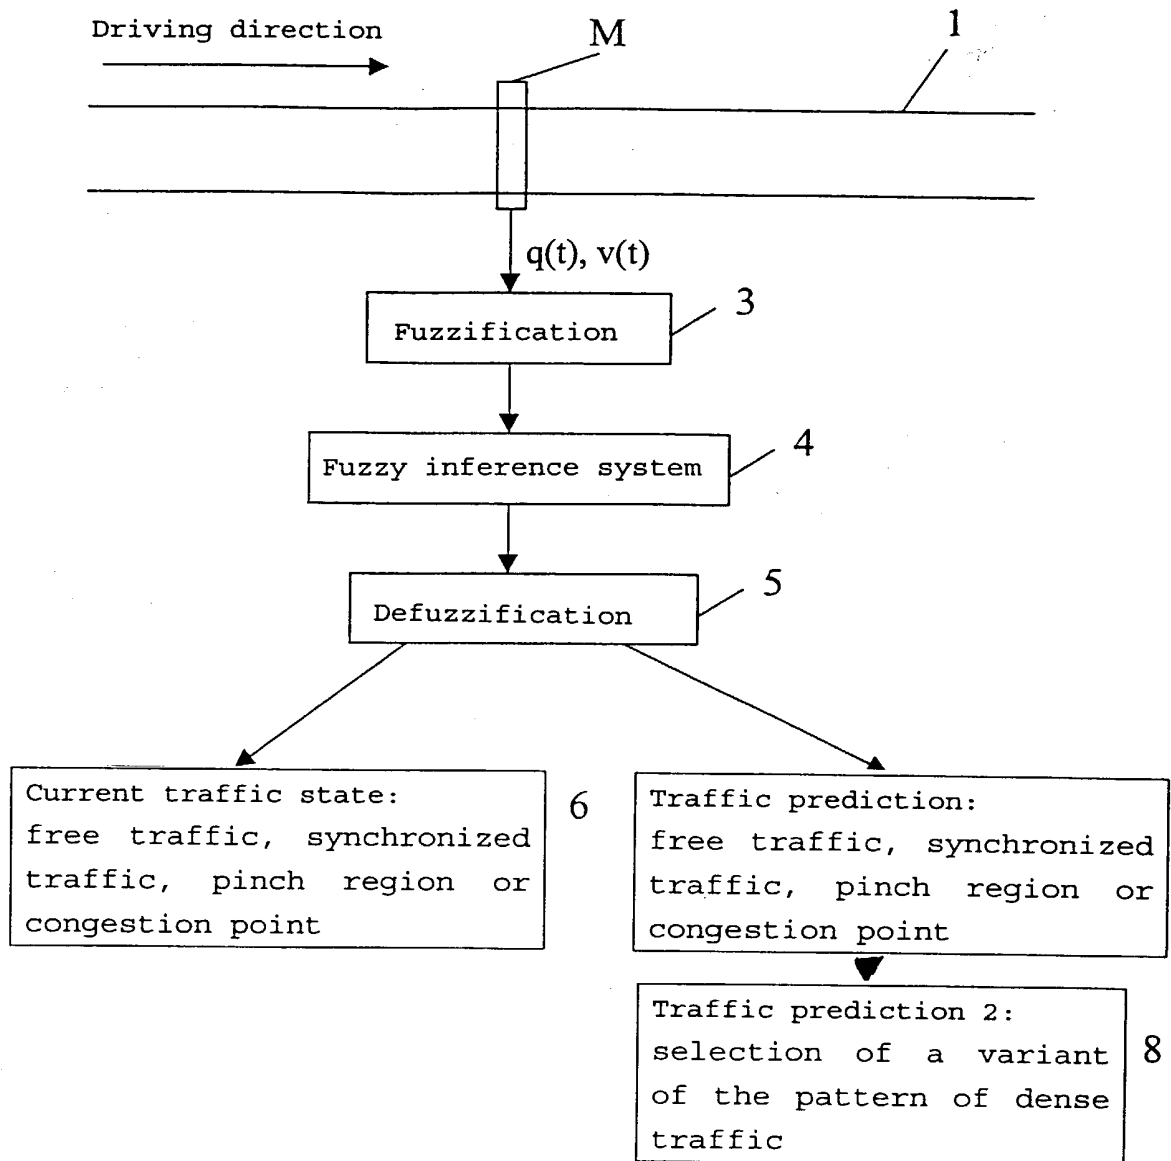 Driving direction
M
1
q(t), v(t)
Fuzzification
3
Fuzzy inference system
4
Defuzzification
5
Current traffic state:
free traffic, synchronized
traffic, pinch region or
congestion point
6
Traffic prediction:
free traffic, synchronized
traffic, pinch region or
congestion point
Traffic prediction 2:
selection of a variant
of the pattern of dense
traffic
8